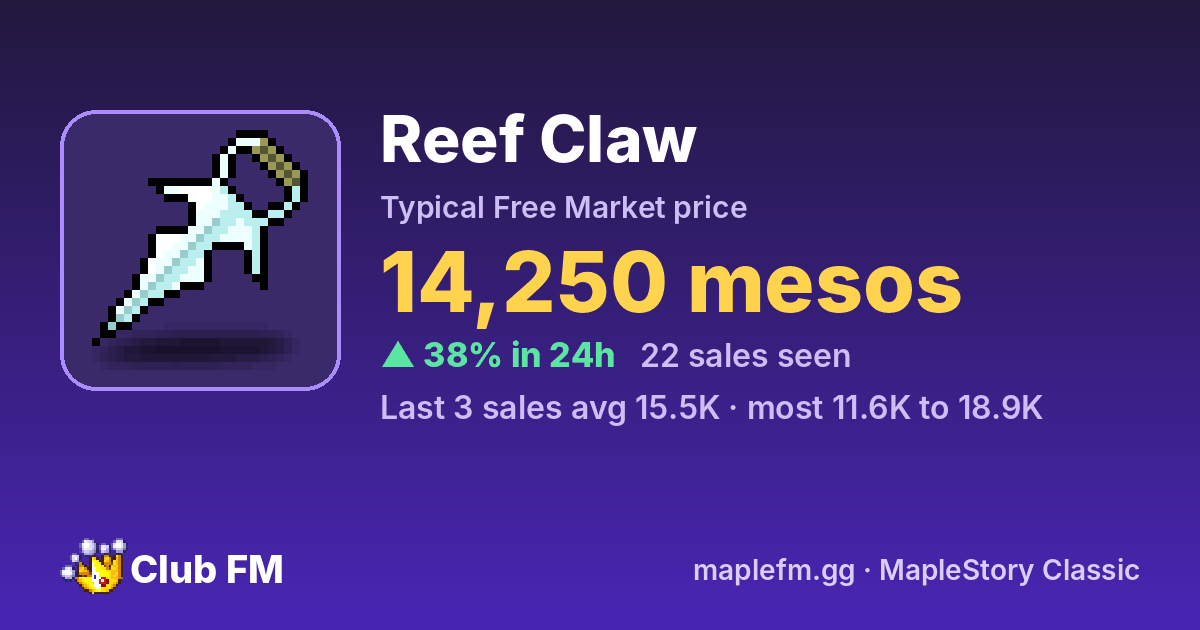 Reef Claw
Typical Free Market price
14,250 mesos
▲ 38% in 24h 22 sales seen
Last 3 sales avg 15.5K · most 11.6K to 18.9K
Club FM
maplefm.gg · MapleStory Classic